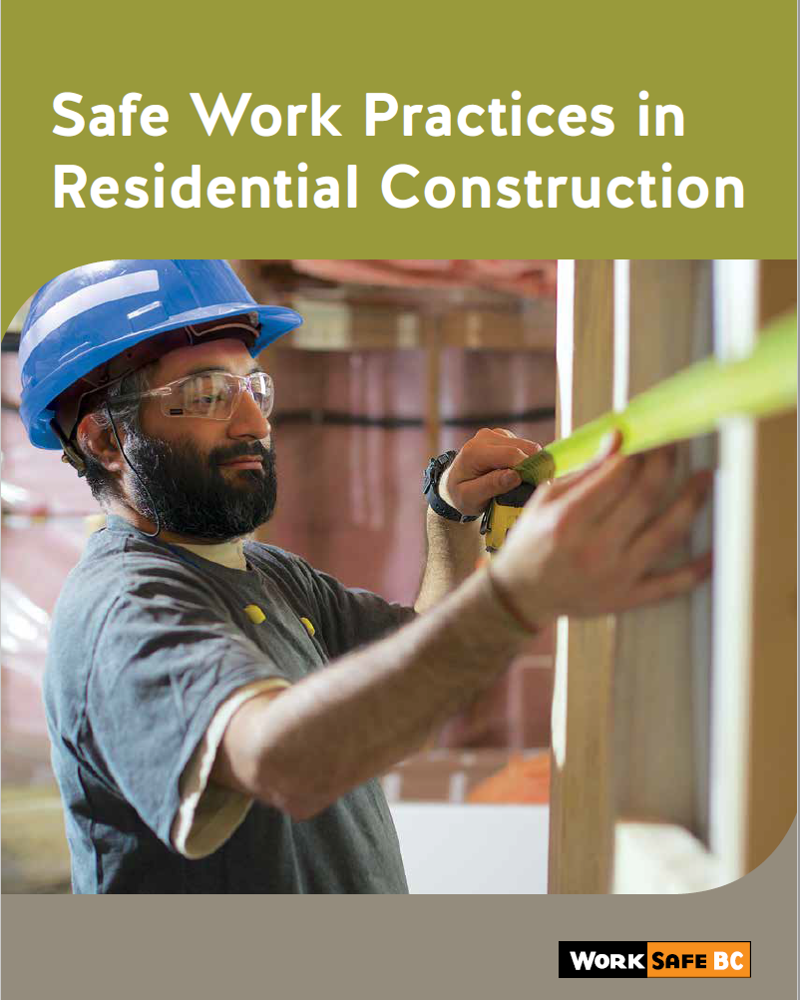 Safe Work Practices in
Residential Construction
WORK SAFE BC